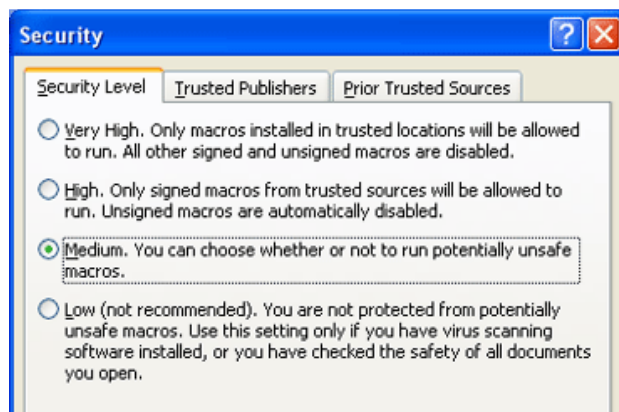 Security
Security Level Trusted Publishers Prior Trusted Sources
Very High. Only macros installed in trusted locations will be allowed
to run. All other signed and unsigned macros are disabled.
High. Only signed macros from trusted sources will be allowed to
run. Unsigned macros are automatically disabled.
Medium. You can choose whether or not to run potentially unsafe
macros.
Low (not recommended). You are not protected from potentially
unsafe macros. Use this setting only if you have virus scanning
software installed, or you have checked the safety of all documents
you open.